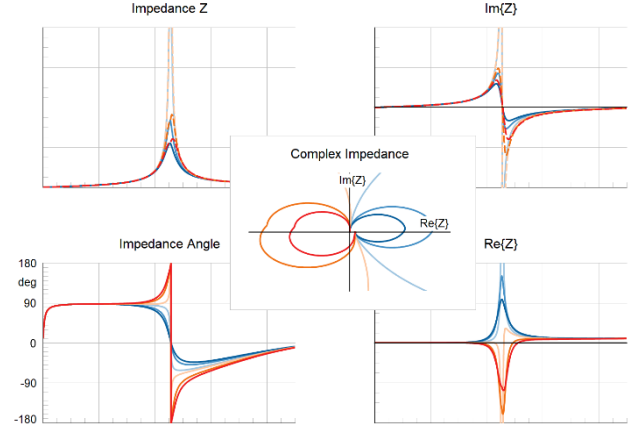 Impedance Z
Im{Z}
Complex Impedance
Im{Z}
Re{Z}
Impedance Angle
Re{Z}
180
deg
90
0
-90
-180